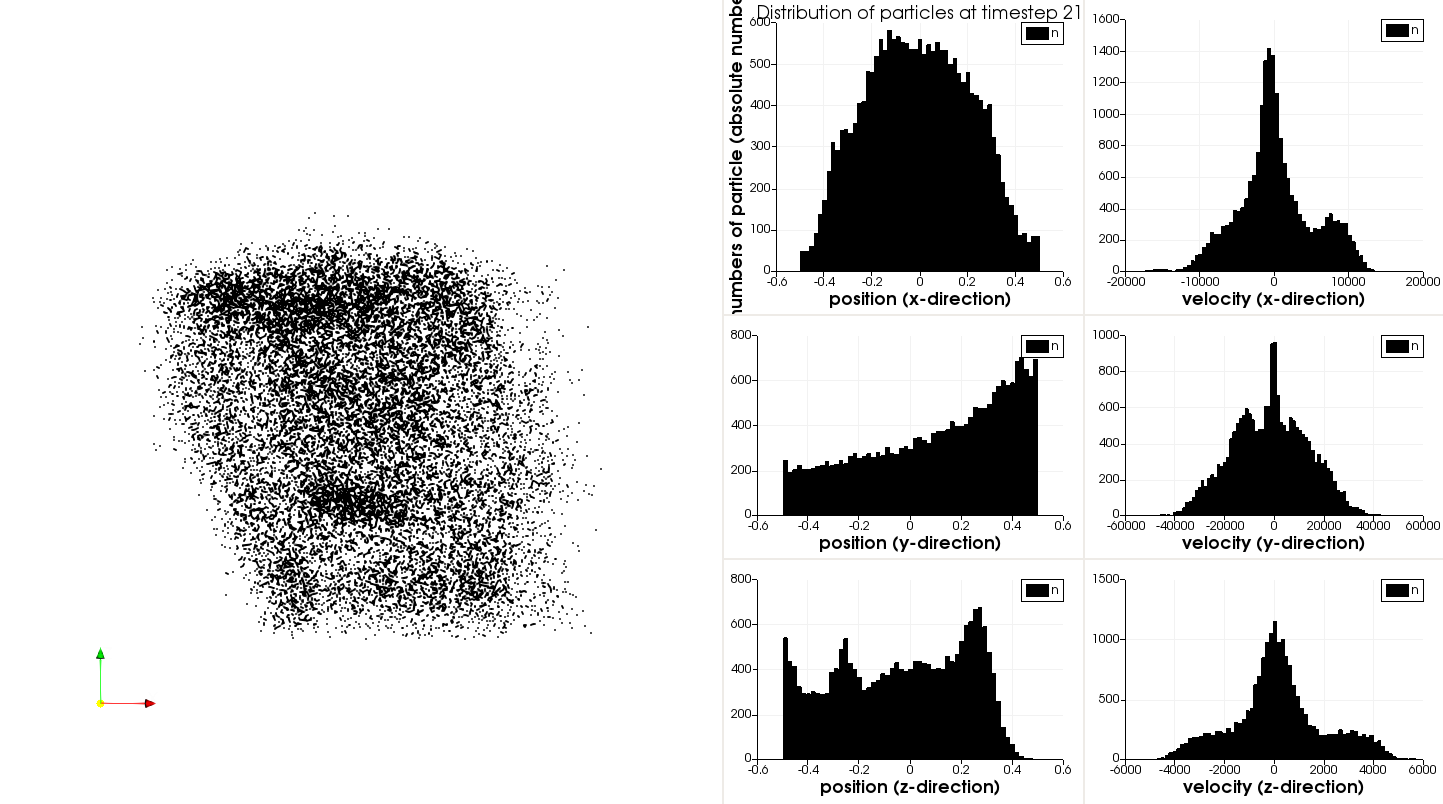 Distribution of particles at timestep 21
numbers of particle (absolute numbe
600
500
400
300
200
100
0
-0.6 -0.4 -0.2 0 0.2 0.4 0.6
position (x-direction)
n
1600
1400
1200
1000
800
600
400
200
0
-20000 -10000 0 10000 20000
velocity (x-direction)
n
800
600
400
200
0
-0.6 -0.4 -0.2 0 0.2 0.4 0.6
position (y-direction)
n
1000
800
600
400
200
0
-60000 -40000 -20000 0 20000 40000 60000
velocity (y-direction)
n
800
600
400
200
0
-0.6 -0.4 -0.2 0 0.2 0.4 0.6
position (z-direction)
n
1500
1000
500
0
-6000 -4000 -2000 0 2000 4000 6000
velocity (z-direction)
n